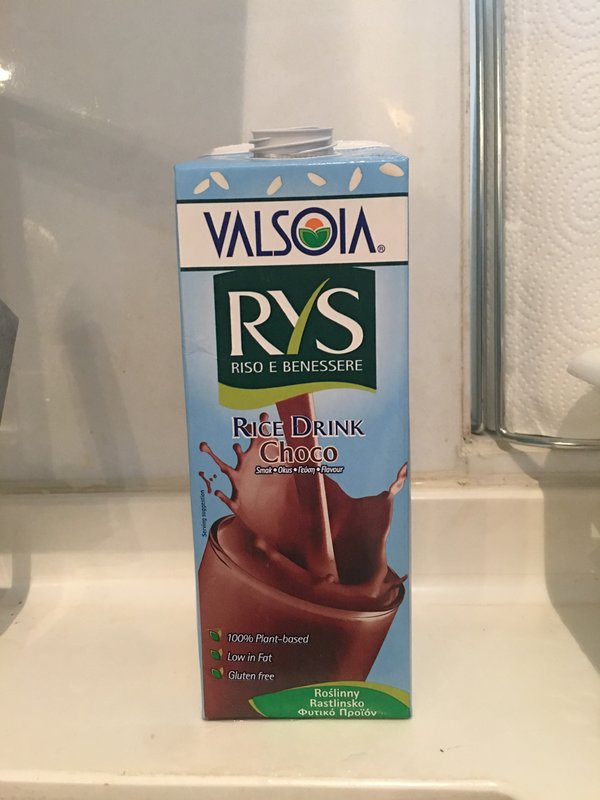 VALSOIA®
RYS
RISO E BENESSERE
RICE DRINK
Choco
Smak • Okus • Γεύση • Flavour
Serving suggestion
100% Plant-based
Low in Fat
Gluten free
Roślinny
Rastlinsko
Φυτικό Προϊόν